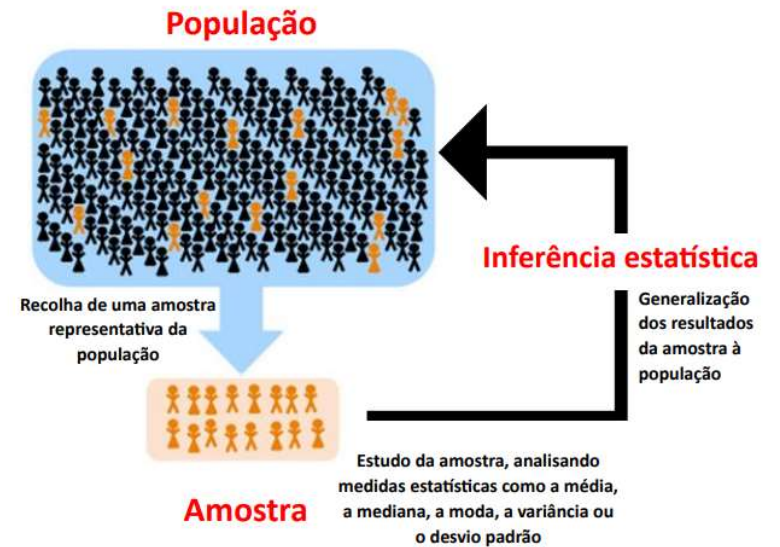 População
Inferência estatística
Recolha de uma amostra
representativa da
população
Generalização
dos resultados
da amostra à
população
Estudo da amostra, analisando
medidas estatísticas como a média,
a mediana, a moda, a variância ou
o desvio padrão
Amostra